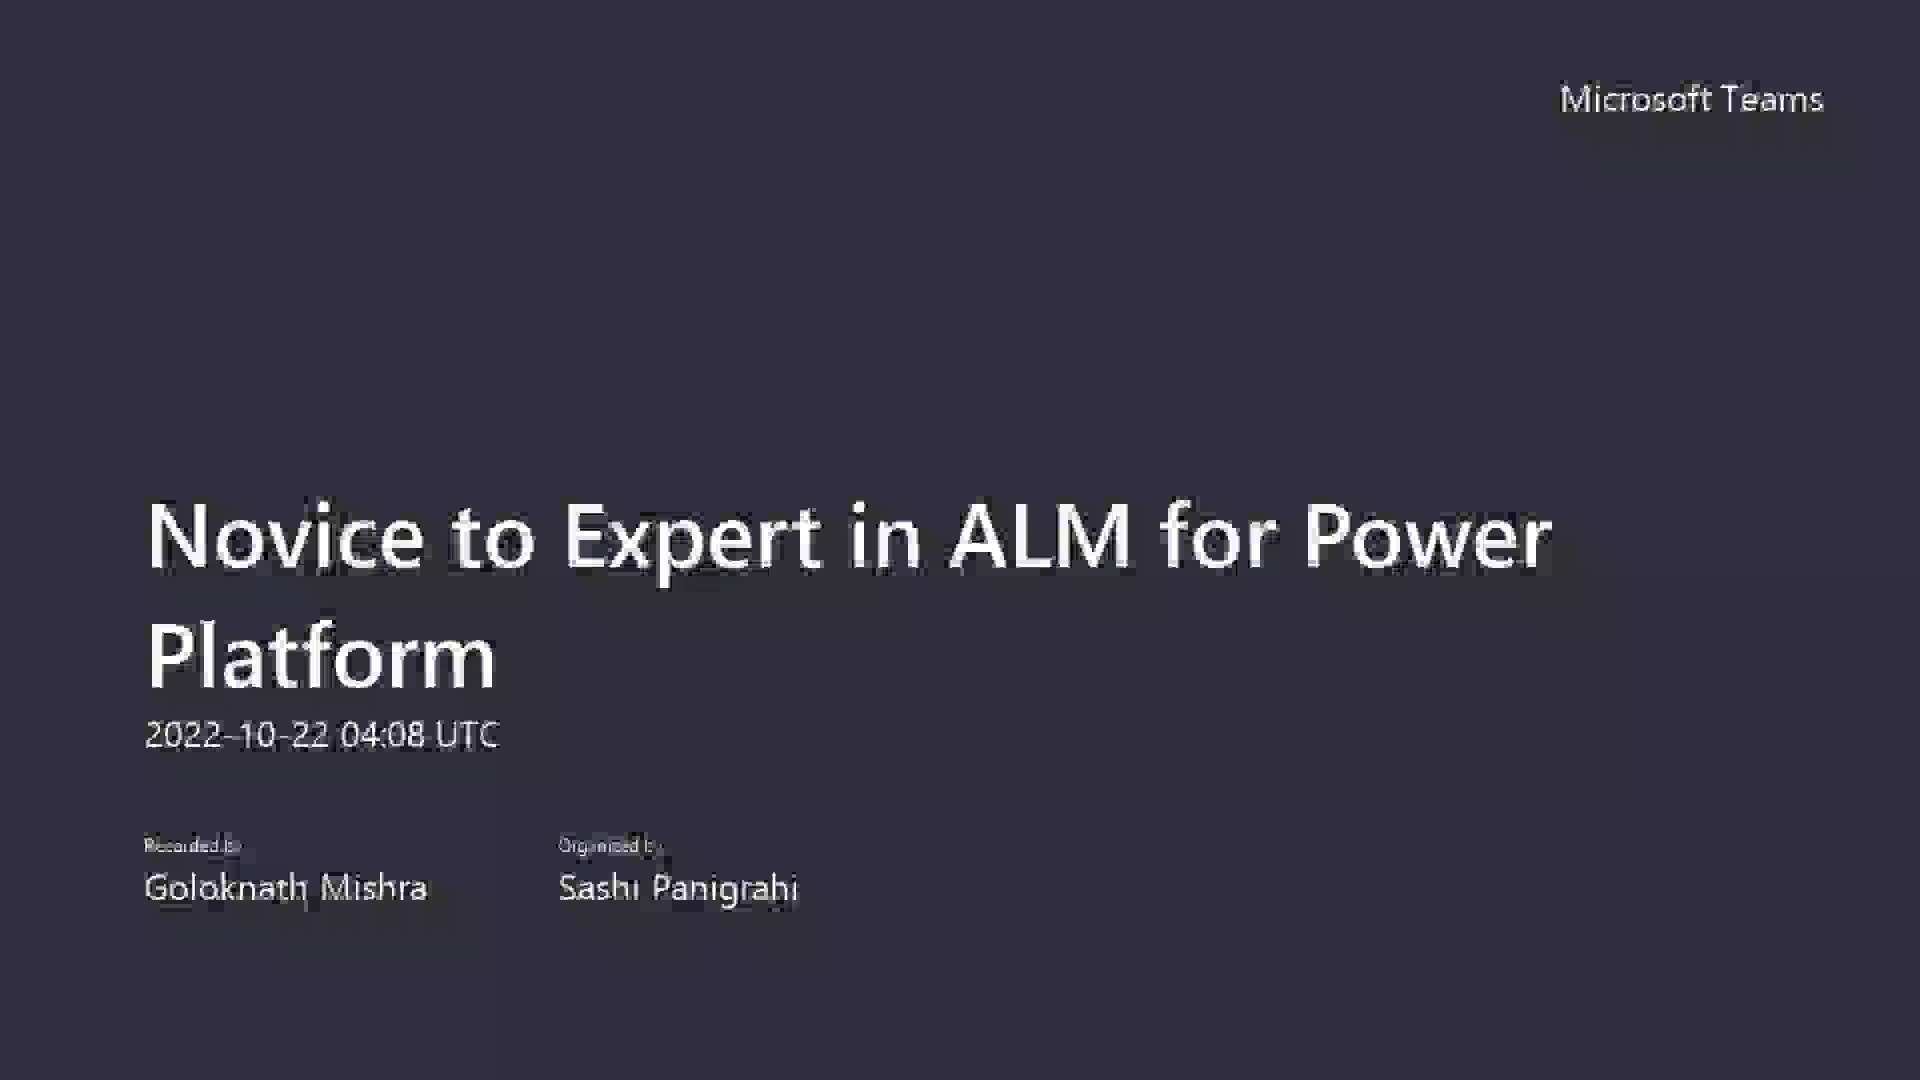 Microsoft Teams
Novice to Expert in ALM for Power
Platform
2022-10-22 04:08 UTC
Recorded by
Organized by
Goloknath Mishra
Sashi Panigrahi